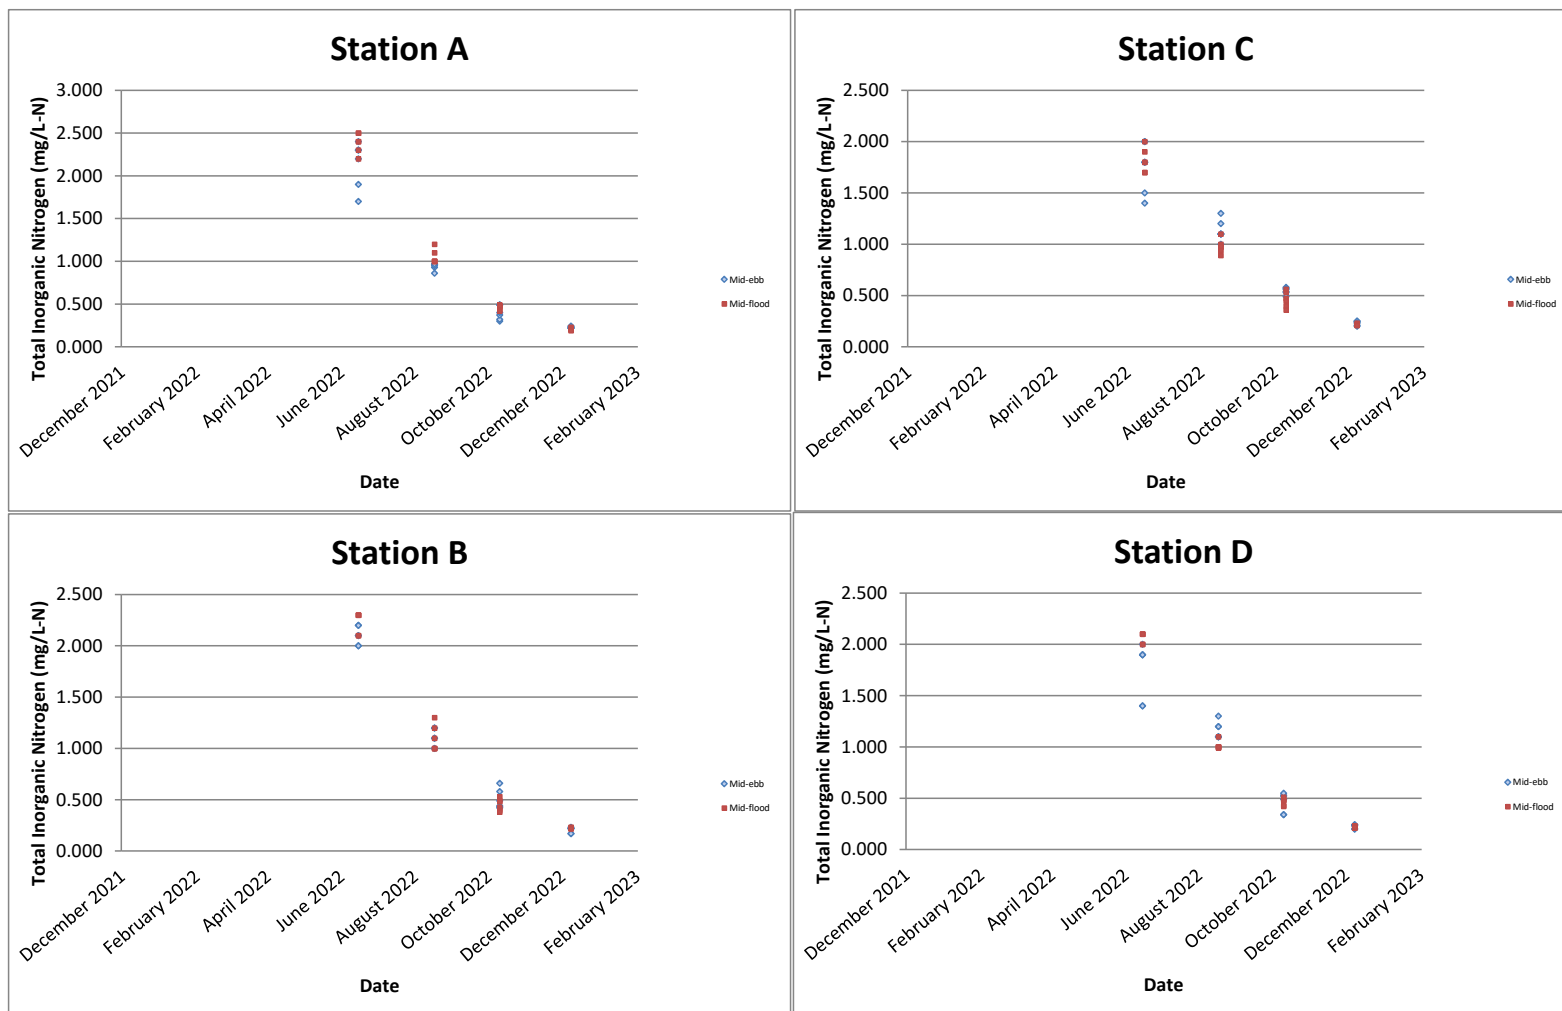 Station A
Total Inorganic Nitrogen (mg/L-N)
3.000
2.500
2.000
1.500
1.000
0.500
0.000
December 2021
February 2022
April 2022
June 2022
August 2022
October 2022
December 2022
February 2023
Date
Mid-ebb
Mid-flood
Station C
Total Inorganic Nitrogen (mg/L-N)
2.500
2.000
1.500
1.000
0.500
0.000
December 2021
February 2022
April 2022
June 2022
August 2022
October 2022
December 2022
February 2023
Date
Mid-ebb
Mid-flood
Station B
Total Inorganic Nitrogen (mg/L-N)
2.500
2.000
1.500
1.000
0.500
0.000
December 2021
February 2022
April 2022
June 2022
August 2022
October 2022
December 2022
February 2023
Date
Mid-ebb
Mid-flood
Station D
Total Inorganic Nitrogen (mg/L-N)
2.500
2.000
1.500
1.000
0.500
0.000
December 2021
February 2022
April 2022
June 2022
August 2022
October 2022
December 2022
February 2023
Date
Mid-ebb
Mid-flood